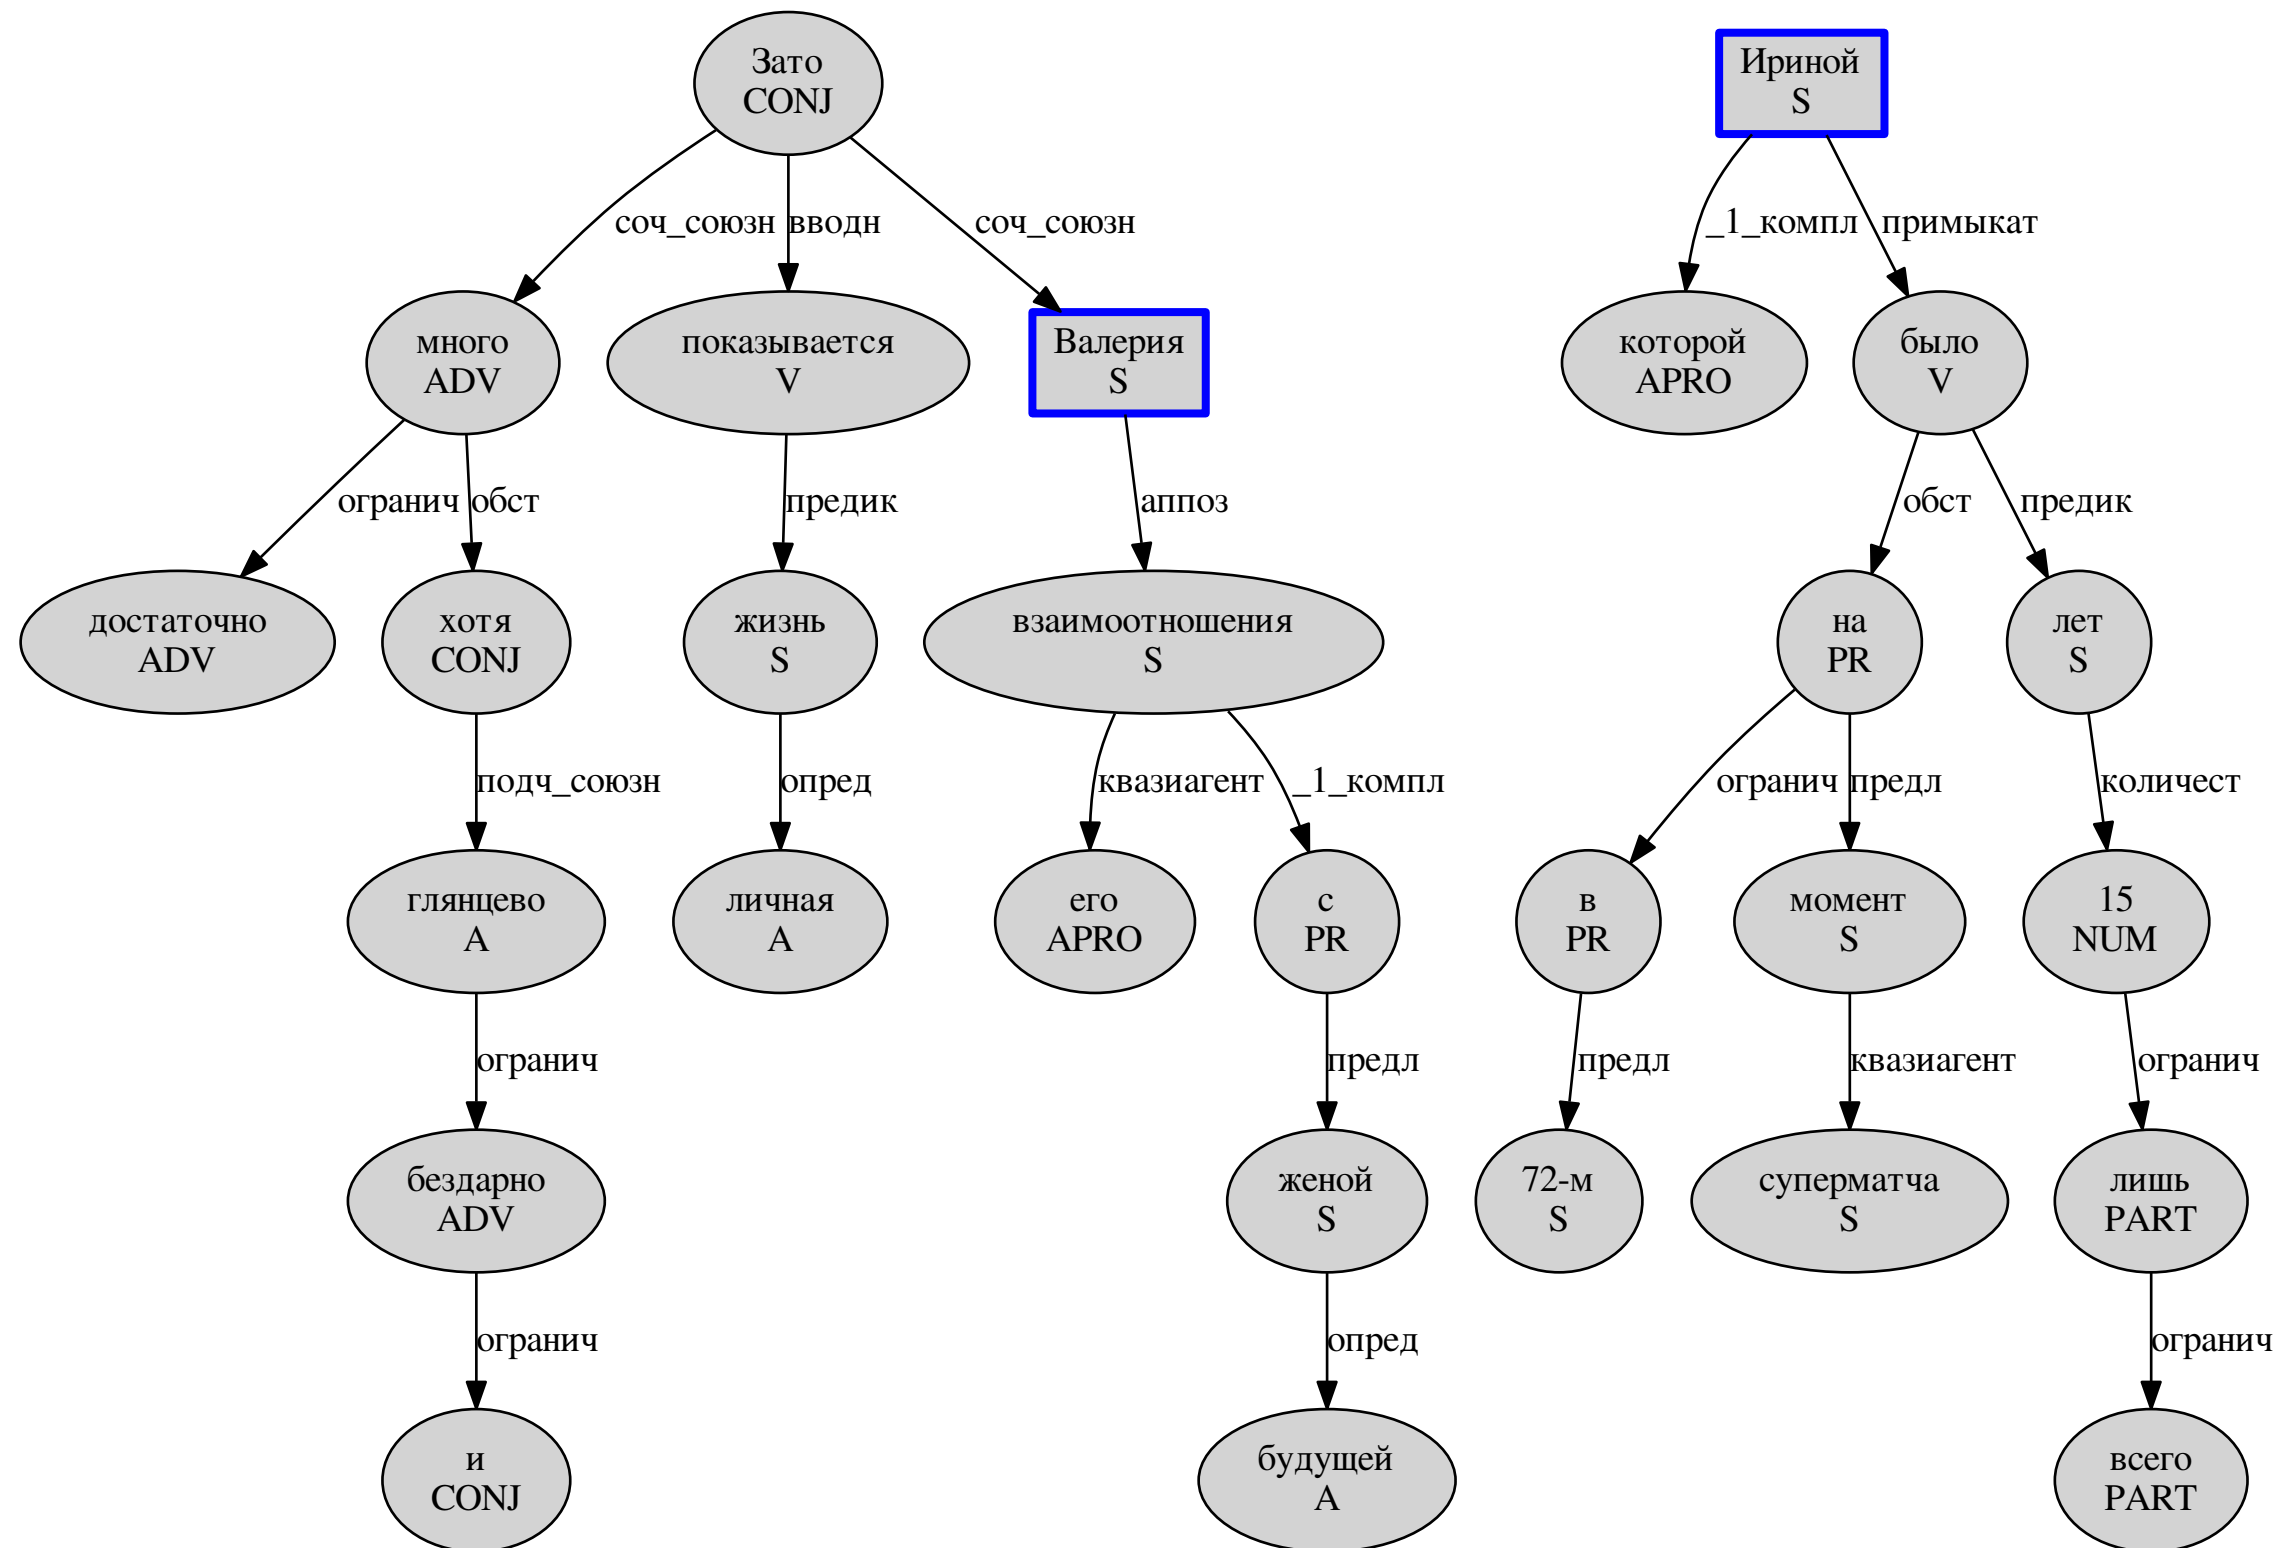 Зато
CONJ
Ириной
S
соч_союзн
вводн
соч_союзн
_1_компл
примыкат
много
ADV
показывается
V
Валерия
S
которой
APRO
было
V
огранич
обст
предик
аппоз
обст
предик
достаточно
ADV
хотя
CONJ
жизнь
S
взаимоотношения
S
на
PR
лет
S
подч_союзн
опред
квазиагент
_1_компл
огранич
предл
количест
глянцево
A
личная
A
его
APRO
с
PR
в
PR
момент
S
15
NUM
огранич
предл
предл
квазиагент
огранич
бездарно
ADV
женой
S
72-м
S
суперматча
S
лишь
PART
огранич
опред
огранич
и
CONJ
будущей
A
всего
PART